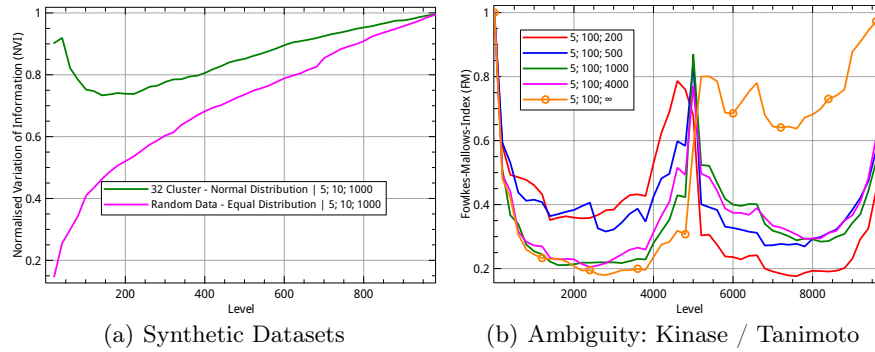 Normalised Variation of Information (NVI)
1
0.8
0.6
0.4
0.2
200
400
600
800
Level
32 Cluster - Normal Distribution | 5; 10; 1000
Random Data - Equal Distribution | 5; 10; 1000
(a) Synthetic Datasets
Fowlkes-Mallows-Index (FM)
1
0.8
0.6
0.4
0.2
2000
4000
6000
8000
Level
5; 100; 200
5; 100; 500
5; 100; 1000
5; 100; 4000
5; 100; ∞
(b) Ambiguity: Kinase / Tanimoto